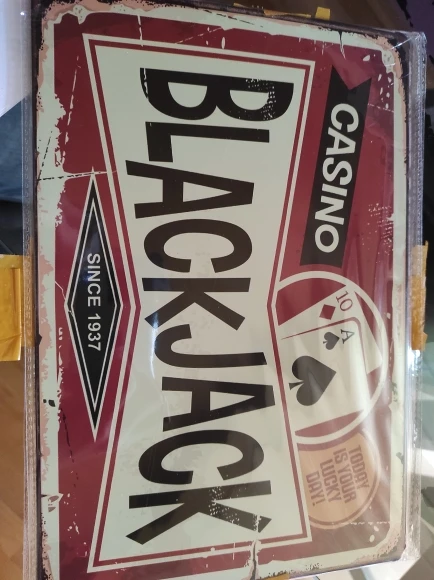 CASINO
10
A
TODAY
IS YOUR
LUCKY
DAY!
BLACKJACK
SINCE 1937